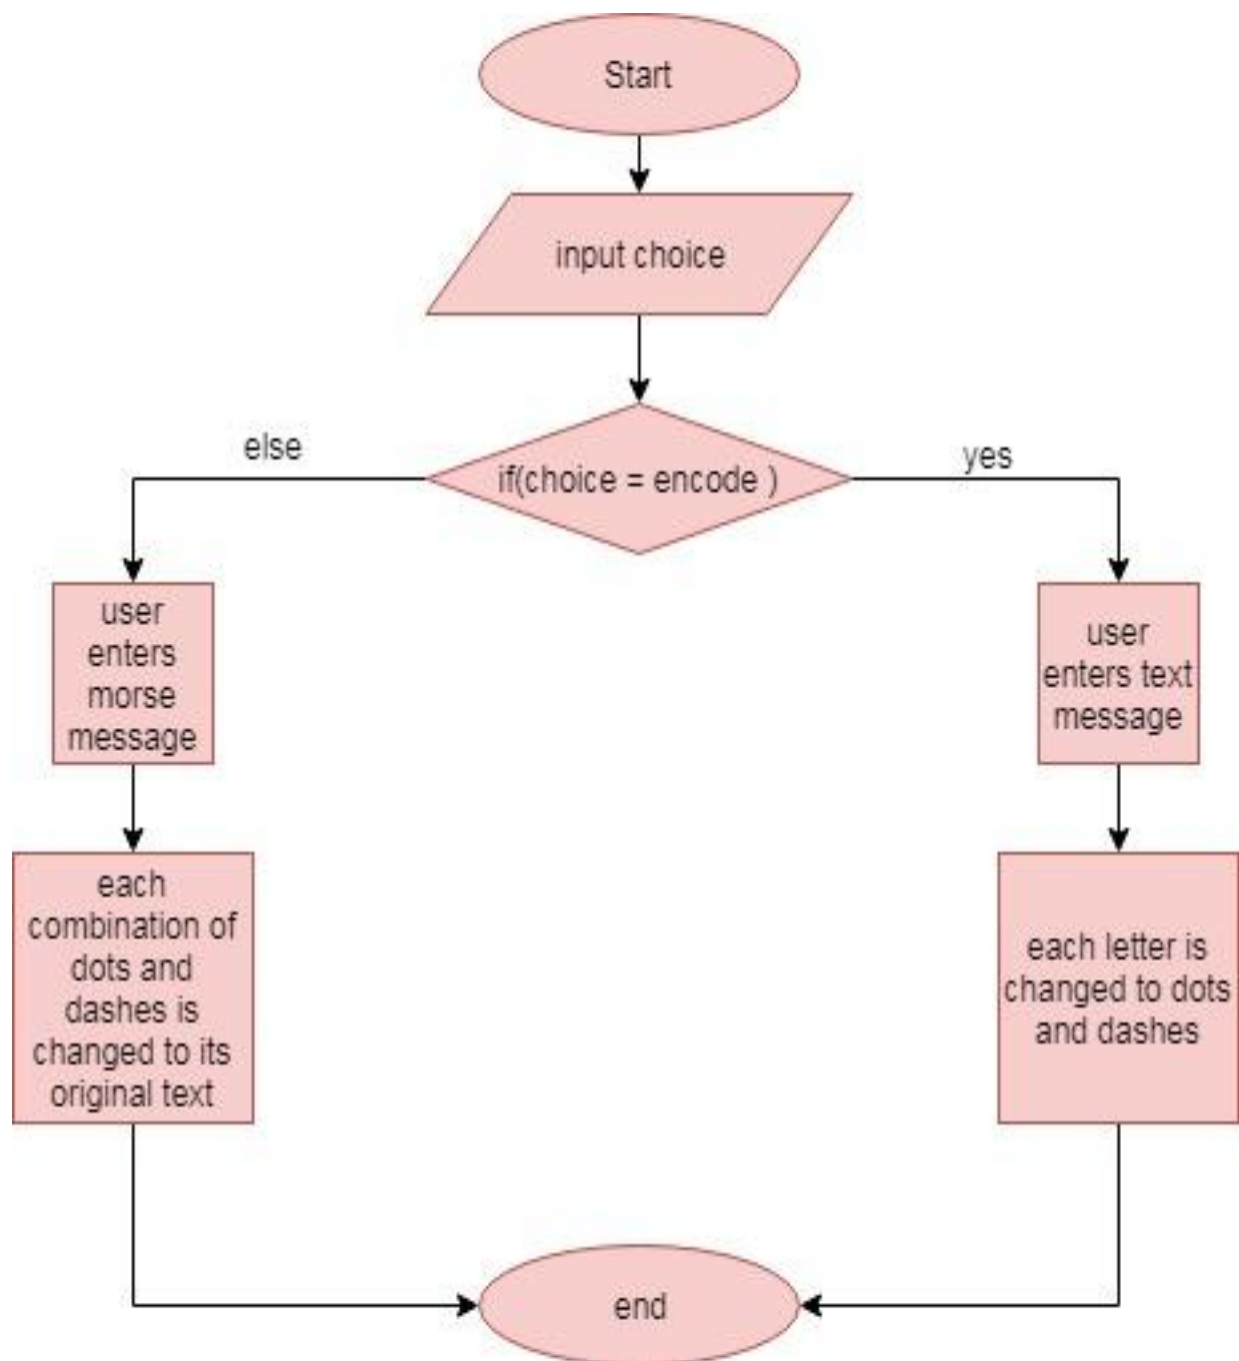 Start
input choice
if(choice = encode )
else
yes
user
enters
morse
message
user
enters text
message
each
combination of
dots and
dashes is
changed to its
original text
each letter is
changed to dots
and dashes
end